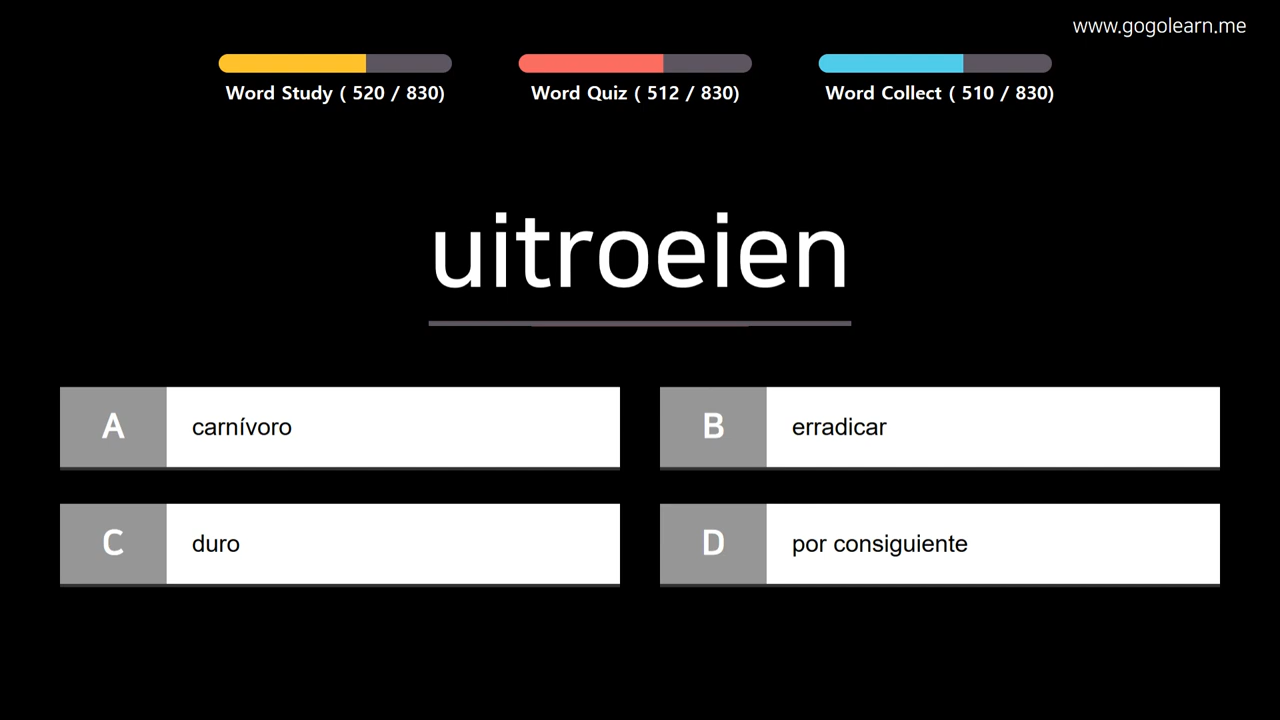 www.gogolearn.me
Word Study ( 520 / 830)
Word Quiz ( 512 / 830)
Word Collect ( 510 / 830)
uitroeien
A carnívoro
B erradicar
C duro
D por consiguiente